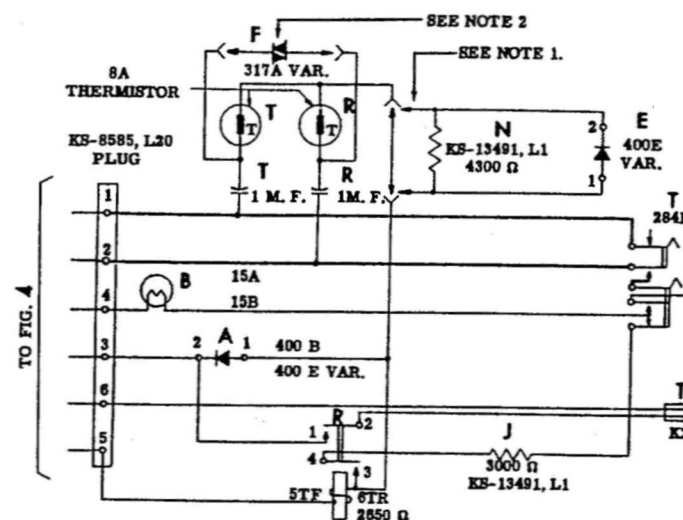 SEE NOTE 2
F
SEE NOTE 1.
317A VAR.
8A
THERMISTOR
T
R
T
T
N
E
KS-8585, L20
PLUG
KS-13491, L1
4300 Ω
2
400E
VAR.
1
T
R
1 M. F.
1M. F.
T
1
2
15A
B
4
15B
TO FIG. 4
A
3
2
1
400 B
400 E VAR.
6
R
2
T
1
J
5
4
3
3000 Ω
KS-13491, L1
5TF
6TR
2650 Ω